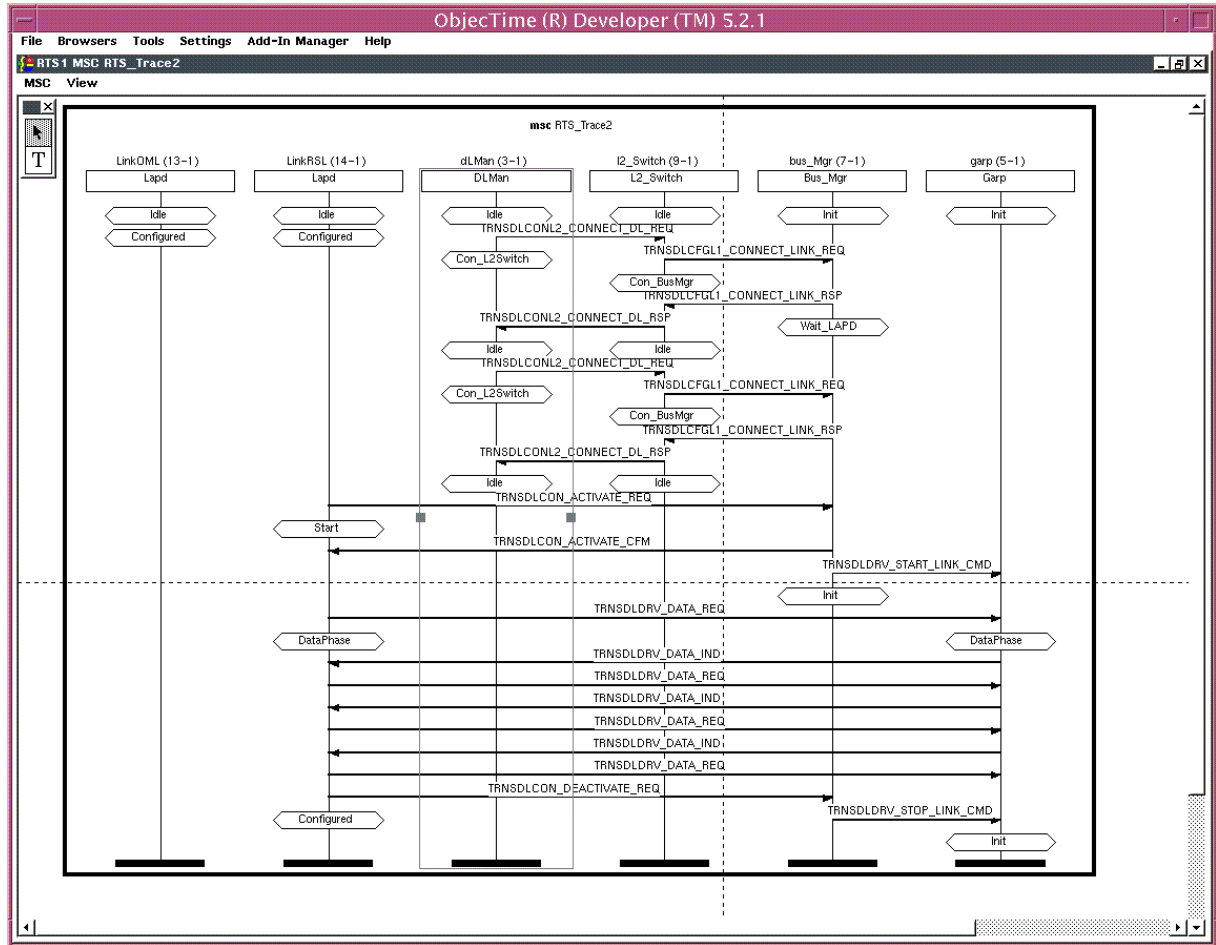 ObjecTime (R) Developer (TM) 5.2.1
File Browsers Tools Settings Add-In Manager Help
RTS1 MSC RTS_Trace2
MSC View
T
msc RTS_Trace2
LinkOML (13-1) LinkRSL (14-1) dLMan (3-1) l2_Switch (9-1) bus_Mgr (7-1) garp (5-1)
Lapd Lapd DLMan L2_Switch Bus_Mgr Garp
Idle Idle Idle Idle Init Init
TRNSDLCONL2_CONNECT_DL_REQ
Configured Configured
TRNSDLCFGL1_CONNECT_LINK_REQ
Con_L2Switch
Con_BusMgr
TRNSDLCFGL1_CONNECT_LINK_RSP
TRNSDLCONL2_CONNECT_DL_RSP
Wait_LAPD
Idle Idle
TRNSDLCONL2_CONNECT_DL_REQ
TRNSDLCFGL1_CONNECT_LINK_REQ
Con_L2Switch
Con_BusMgr
TRNSDLCFGL1_CONNECT_LINK_RSP
TRNSDLCONL2_CONNECT_DL_RSP
Idle Idle
TRNSDLCON_ACTIVATE_REQ
Start
TRNSDLCON_ACTIVATE_CFM
TRNSDLDRV_START_LINK_CMD
Init
TRNSDLDRV_DATA_REQ
DataPhase DataPhase
TRNSDLDRV_DATA_IND
TRNSDLDRV_DATA_REQ
TRNSDLDRV_DATA_IND
TRNSDLDRV_DATA_REQ
TRNSDLDRV_DATA_IND
TRNSDLDRV_DATA_REQ
TRNSDLCON_DEACTIVATE_REQ
TRNSDLDRV_STOP_LINK_CMD
Configured
Init